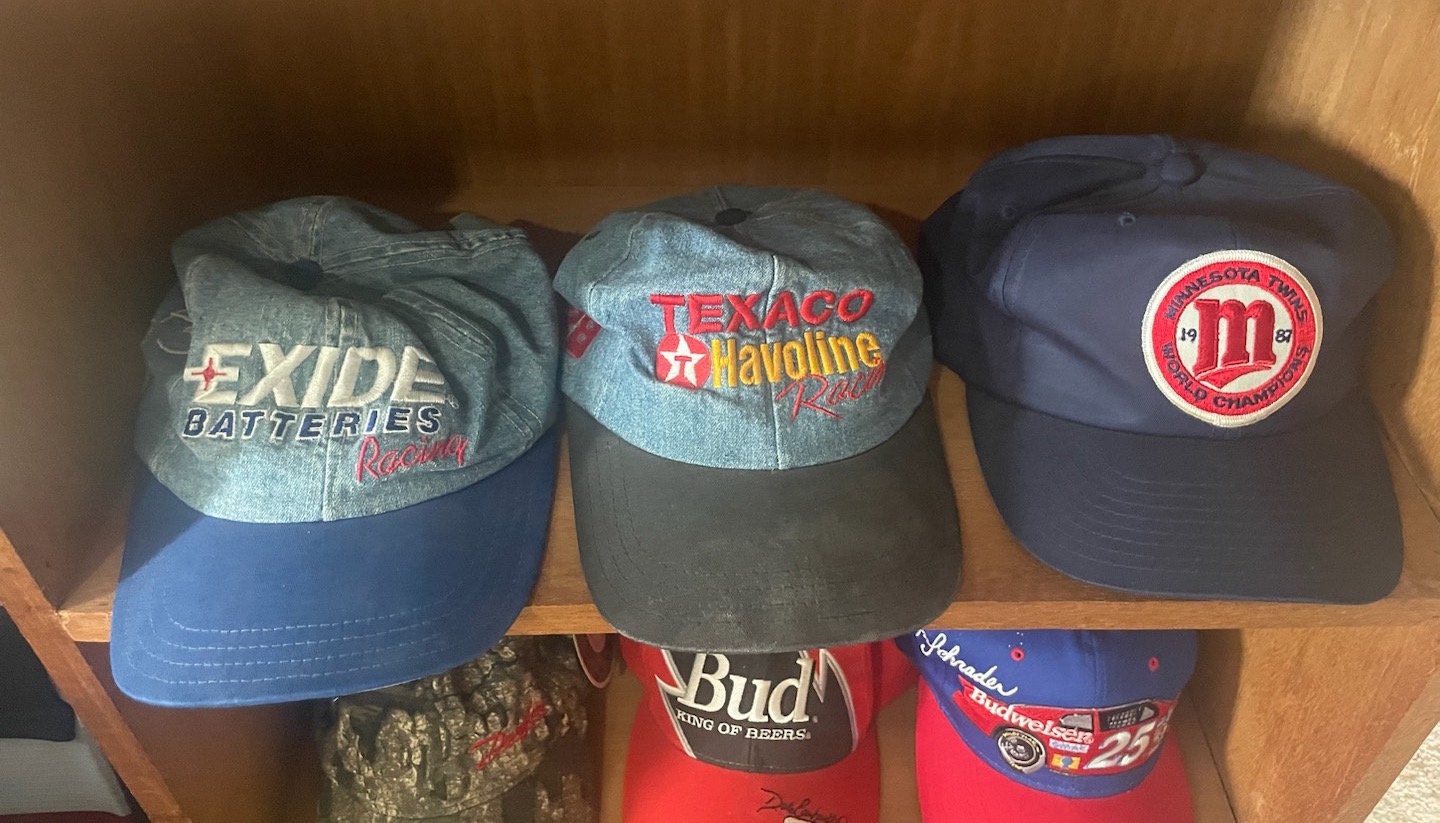 EXIDE
BATTERIES
Racing
TEXACO
T
Havoline
Racing
MINNESOTA TWINS
19 m 87
WORLD CHAMPIONS
Bud
KING OF BEERS®
Schrader
Budweiser
GMAC
25